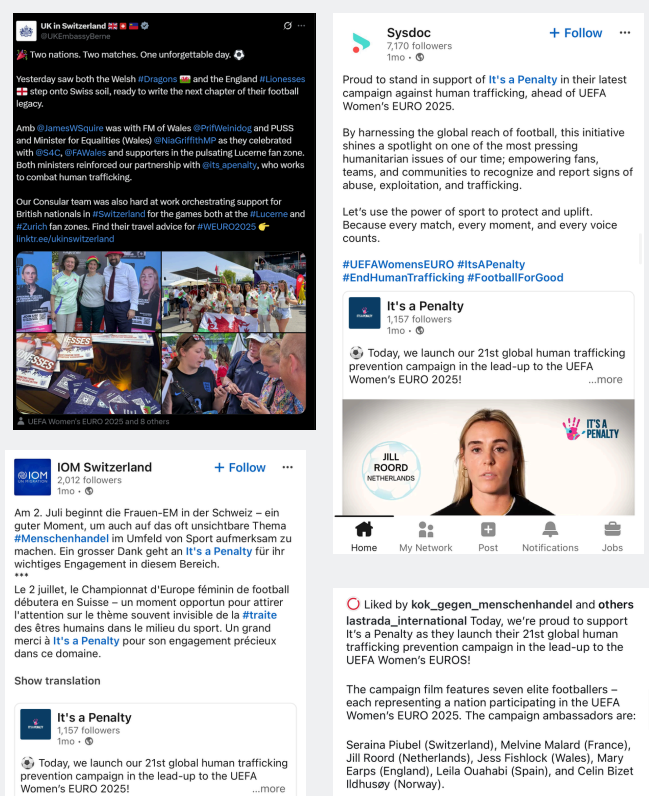 UK in Switzerland 🇬🇧 🇨🇭 🇱🇮
@UKEmbassyBerne
🎉 Two nations. Two matches. One unforgettable day. ⚽
Yesterday saw both the Welsh #Dragons 🏴󠁧󠁢󠁷󠁬󠁳󠁿 and the England #Lionesses
🏴󠁧󠁢󠁥󠁮󠁧󠁿 step onto Swiss soil, ready to write the next chapter of their football
legacy.
Amb @JamesWSquire was with FM of Wales @PrifWeinidog and PUSS
and Minister for Equalities (Wales) @NiaGriffithMP as they celebrated
with @S4C, @FAWales and supporters in the pulsating Lucerne fan zone.
Both ministers reinforced our partnership with @its_apenalty, who works
to combat human trafficking.
Our Consular team was also hard at work orchestrating support for
British nationals in #Switzerland for the games both at the #Lucerne and
#Zurich fan zones. Find their travel advice for #WEURO2025 👉
linktr.ee/ukinswitzerland
UEFA Women's EURO 2025 and 8 others
Sysdoc
+ Follow
7,170 followers
1mo •
Proud to stand in support of It's a Penalty in their latest
campaign against human trafficking, ahead of UEFA
Women's EURO 2025.
By harnessing the global reach of football, this initiative
shines a spotlight on one of the most pressing
humanitarian issues of our time; empowering fans,
teams, and communities to recognize and report signs of
abuse, exploitation, and trafficking.
Let's use the power of sport to protect and uplift.
Because every match, every moment, and every voice
counts.
#UEFAWomensEURO #ItsAPenalty
#EndHumanTrafficking #FootballForGood
It's a Penalty
1,157 followers
1mo •
⚽ Today, we launch our 21st global human trafficking
prevention campaign in the lead-up to the UEFA
Women's EURO 2025! ...more
IT'S A
PENALTY
JILL
ROORD
NETHERLANDS
Home
My Network
Post
Notifications
Jobs
IOM
UN MIGRATION
IOM Switzerland
+ Follow
2,012 followers
1mo •
Am 2. Juli beginnt die Frauen-EM in der Schweiz – ein
guter Moment, um auch auf das oft unsichtbare Thema
#Menschenhandel im Umfeld von Sport aufmerksam zu
machen. Ein grosser Dank geht an It's a Penalty für ihr
wichtiges Engagement in diesem Bereich.
***
Le 2 juillet, le Championnat d'Europe féminin de football
débutera en Suisse – un moment opportun pour attirer
l'attention sur le thème souvent invisible de la #traite
des êtres humains dans le milieu du sport. Un grand
merci à It's a Penalty pour son engagement précieux
dans ce domaine.
Show translation
It's a Penalty
1,157 followers
1mo •
⚽ Today, we launch our 21st global human trafficking
prevention campaign in the lead-up to the UEFA
Women's EURO 2025! ...more
Liked by kok_gegen_menschenhandel and others
lastrada_international Today, we're proud to support
It's a Penalty as they launch their 21st global human
trafficking prevention campaign in the lead-up to the
UEFA Women's EUROS!
The campaign film features seven elite footballers –
each representing a nation participating in the UEFA
Women's EURO 2025. The campaign ambassadors are:
Seraina Piubel (Switzerland), Melvine Malard (France),
Jill Roord (Netherlands), Jess Fishlock (Wales), Mary
Earps (England), Leila Ouahabi (Spain), and Celin Bizet
Ildhusøy (Norway).